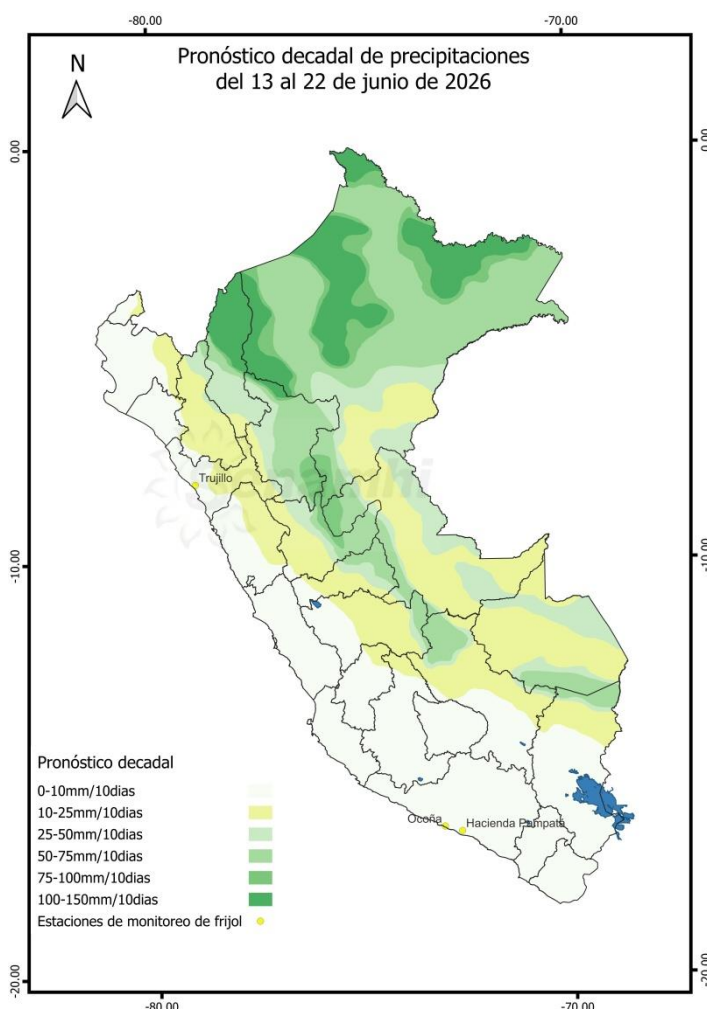 -80.00
-70.00
Pronóstico decadal de precipitaciones
del 13 al 22 de junio de 2026
N
0.00
0.00
Senamhi
Trujillo
-10.00
-10.00
Pronóstico decadal
0-10mm/10dias
10-25mm/10dias
25-50mm/10dias
50-75mm/10dias
75-100mm/10dias
100-150mm/10dias
Estaciones de monitoreo de frijol
Ocoña
Hacienda Pampata
-20.00
-20.00
-80.00
-70.00